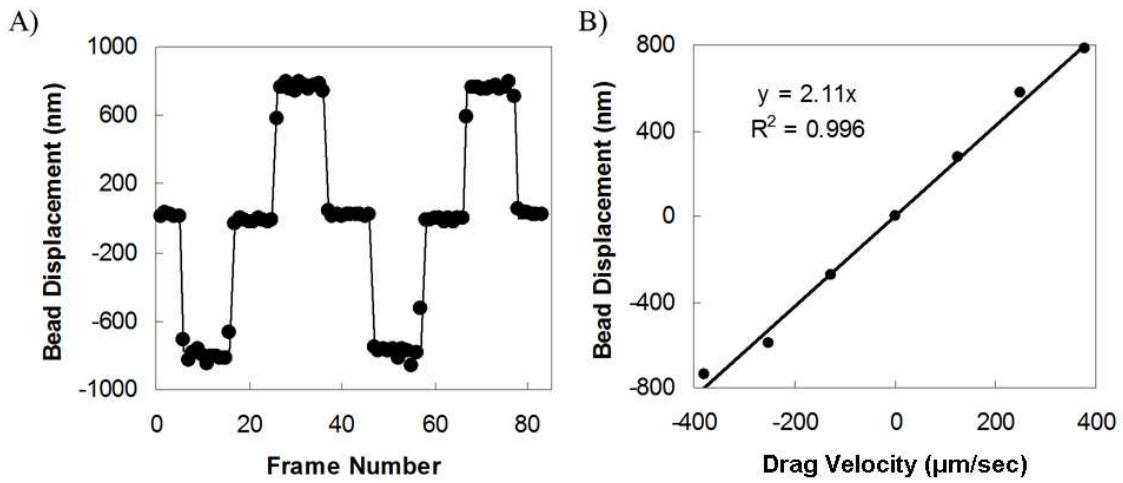 A)
Bead Displacement (nm)
1000
600
200
-200
-600
-1000
0 20 40 60 80
Frame Number
B)
Bead Displacement (nm)
800
400
0
-400
-800
y = 2.11x
R² = 0.996
-400 -200 0 200 400
Drag Velocity (µm/sec)